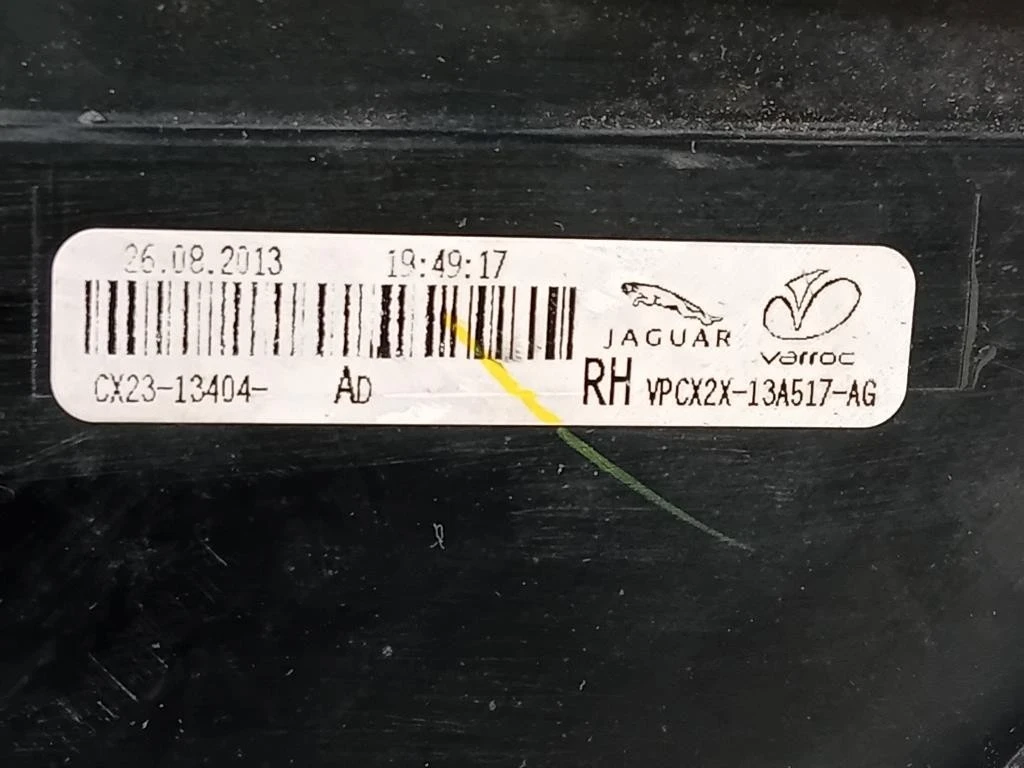 26.08.2013 19:49:17
JAGUAR
varroc
CX23-13404- AD RH VPCX2X-13A517-AG